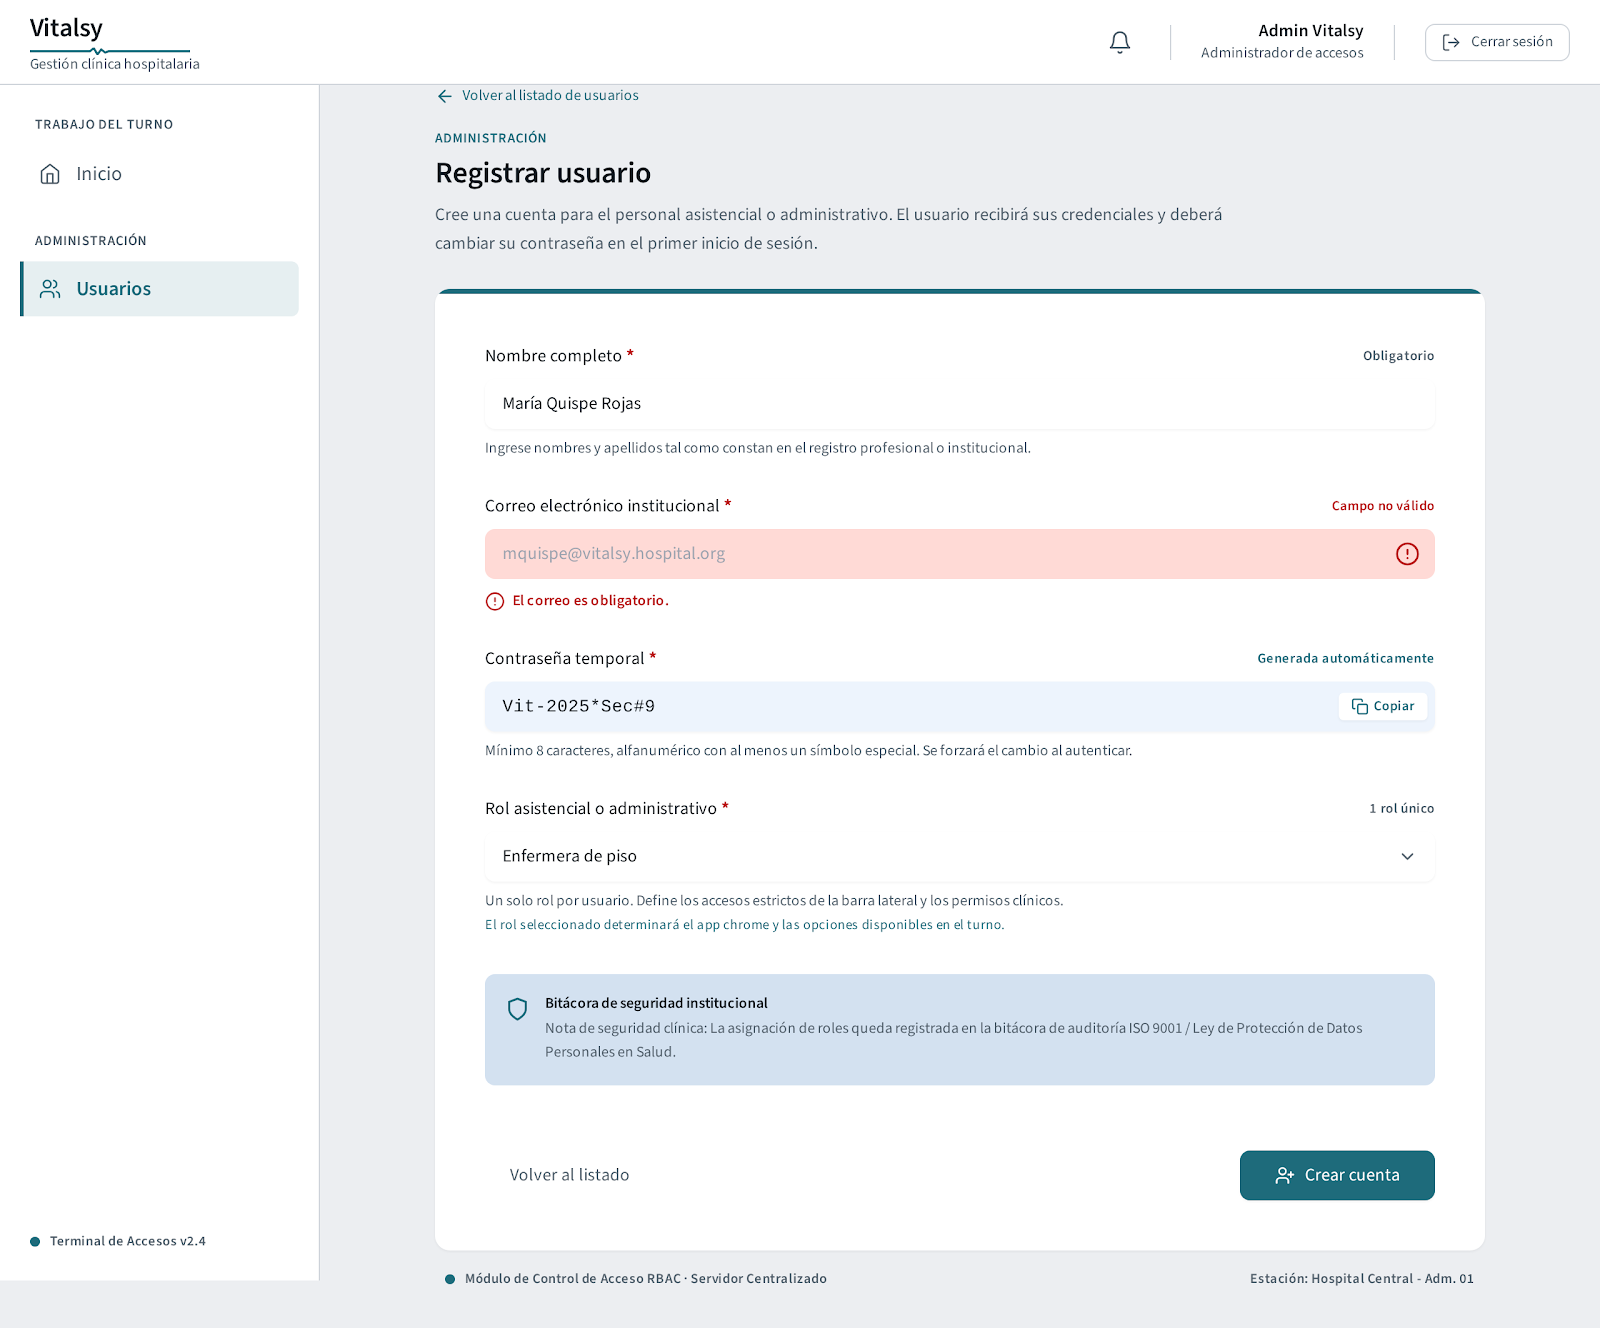 Vitalsy
Gestión clínica hospitalaria
Admin Vitalsy
Administrador de accesos
Cerrar sesión
TRABAJO DEL TURNO
Inicio
ADMINISTRACIÓN
Usuarios
Terminal de Accesos v2.4
Volver al listado de usuarios
ADMINISTRACIÓN
Registrar usuario
Cree una cuenta para el personal asistencial o administrativo. El usuario recibirá sus credenciales y deberá
cambiar su contraseña en el primer inicio de sesión.
Nombre completo *
Obligatorio
María Quispe Rojas
Ingrese nombres y apellidos tal como constan en el registro profesional o institucional.
Correo electrónico institucional *
Campo no válido
mquispe@vitalsy.hospital.org
El correo es obligatorio.
Contraseña temporal *
Generada automáticamente
Vit-2025*Sec#9
Copiar
Mínimo 8 caracteres, alfanumérico con al menos un símbolo especial. Se forzará el cambio al autenticar.
Rol asistencial o administrativo *
1 rol único
Enfermera de piso
Un solo rol por usuario. Define los accesos estrictos de la barra lateral y los permisos clínicos.
El rol seleccionado determinará el app chrome y las opciones disponibles en el turno.
Bitácora de seguridad institucional
Nota de seguridad clínica: La asignación de roles queda registrada en la bitácora de auditoría ISO 9001 / Ley de Protección de Datos
Personales en Salud.
Volver al listado
Crear cuenta
Módulo de Control de Acceso RBAC · Servidor Centralizado
Estación: Hospital Central - Adm. 01